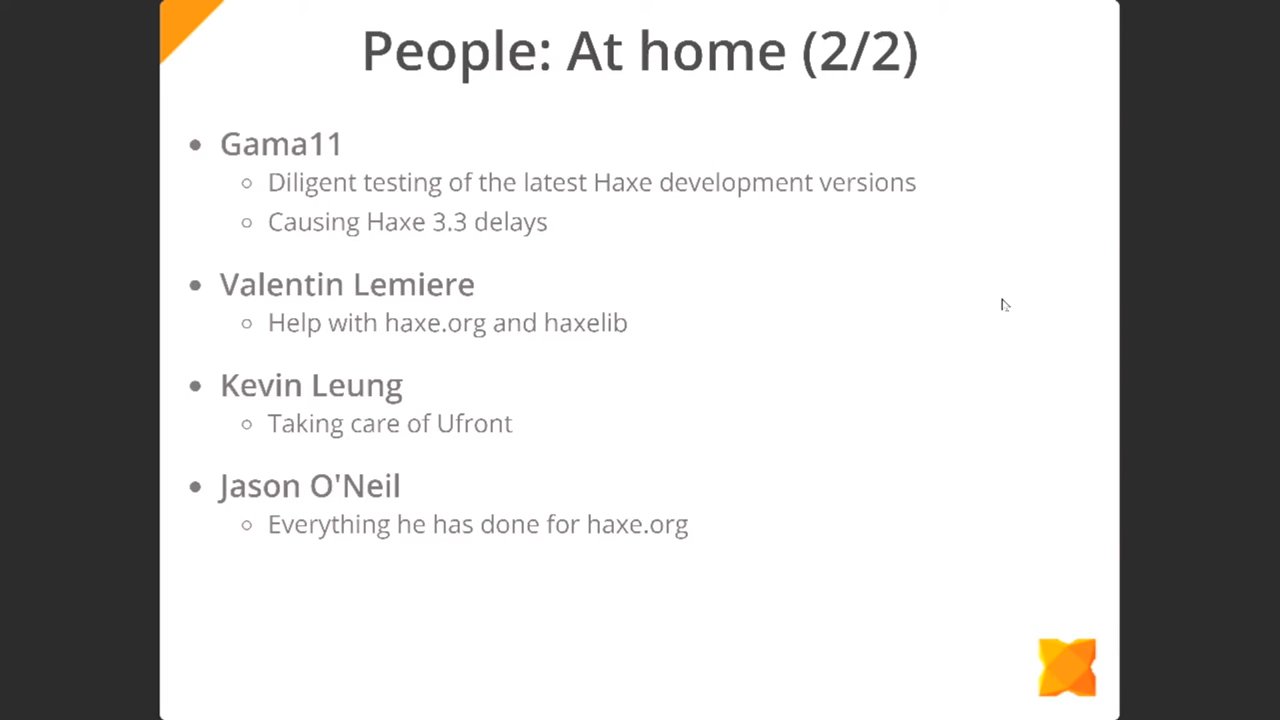 People: At home (2/2)
Gama11
Diligent testing of the latest Haxe development versions
Causing Haxe 3.3 delays
Valentin Lemiere
Help with haxe.org and haxelib
Kevin Leung
Taking care of Ufront
Jason O'Neil
Everything he has done for haxe.org